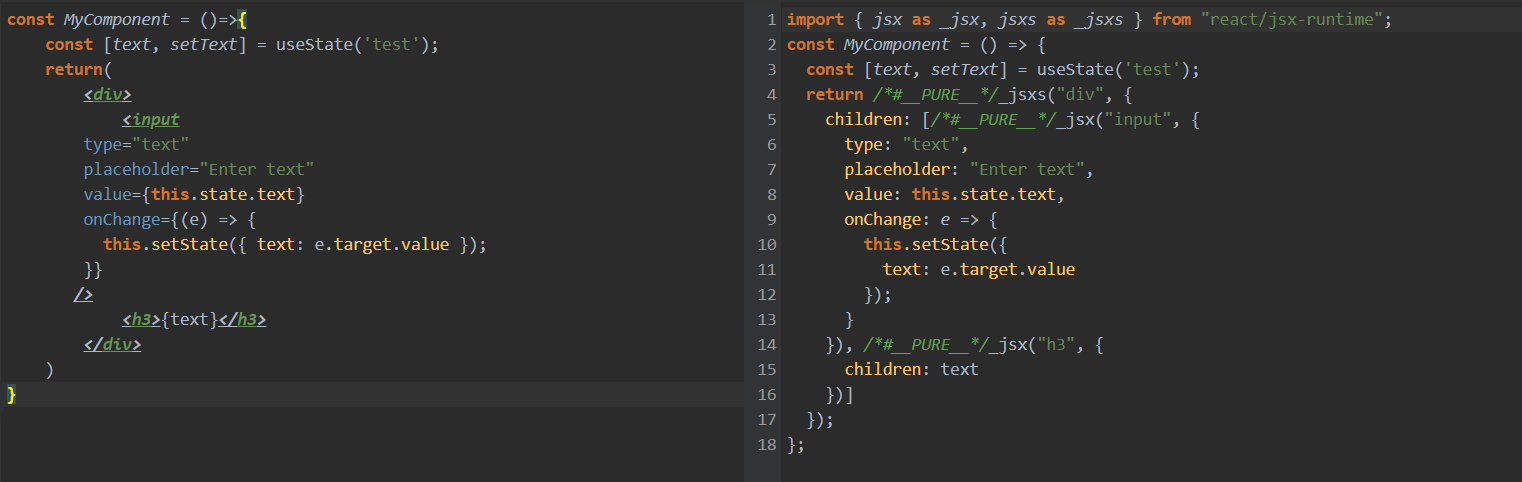 const MyComponent = ()=>{
    const [text, setText] = useState('test');
    return(
        <div>
            <input
        type="text"
        placeholder="Enter text"
        value={this.state.text}
        onChange={(e) => {
          this.setState({ text: e.target.value });
        }}
       />
            <h3>{text}</h3>
        </div>
    )
}
1 import { jsx as _jsx, jsxs as _jsxs } from "react/jsx-runtime";
2 const MyComponent = () => {
3   const [text, setText] = useState('test');
4   return /*#__PURE__*/_jsxs("div", {
5     children: [/*#__PURE__*/_jsx("input", {
6       type: "text",
7       placeholder: "Enter text",
8       value: this.state.text,
9       onChange: e => {
10         this.setState({
11           text: e.target.value
12         });
13       }
14     }), /*#__PURE__*/_jsx("h3", {
15       children: text
16     })]
17   });
18 };